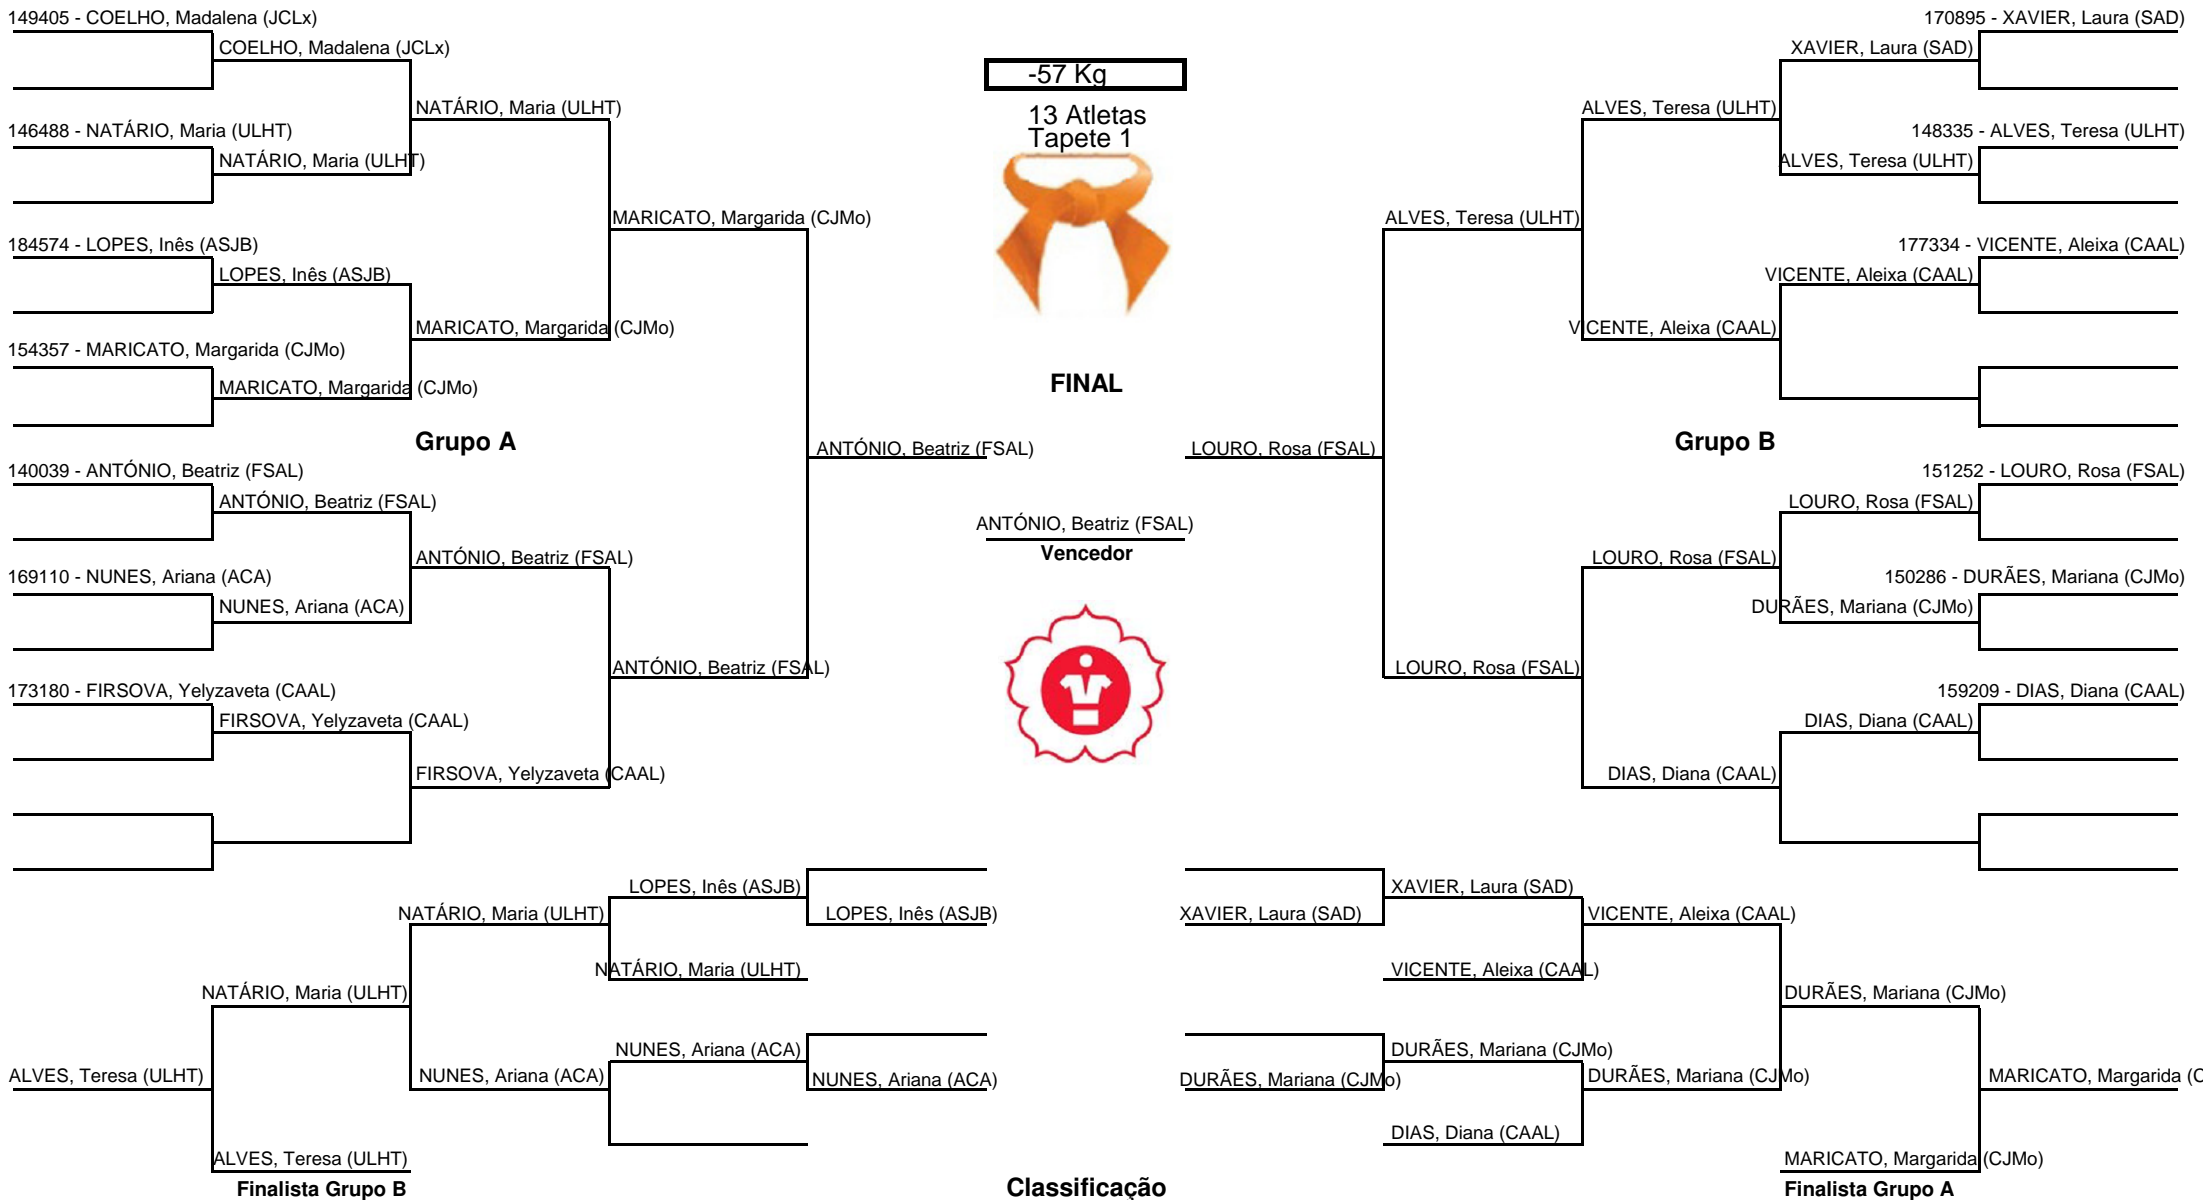 149405 - COELHO, Madalena (JCLx)
COELHO, Madalena (JCLx)
NATÁRIO, Maria (ULHT)
146488 - NATÁRIO, Maria (ULHT)
NATÁRIO, Maria (ULHT)
MARICATO, Margarida (CJMo)
184574 - LOPES, Inês (ASJB)
LOPES, Inês (ASJB)
MARICATO, Margarida (CJMo)
154357 - MARICATO, Margarida (CJMo)
MARICATO, Margarida (CJMo)
Grupo A
ANTÓNIO, Beatriz (FSAL)
140039 - ANTÓNIO, Beatriz (FSAL)
ANTÓNIO, Beatriz (FSAL)
ANTÓNIO, Beatriz (FSAL)
169110 - NUNES, Ariana (ACA)
NUNES, Ariana (ACA)
ANTÓNIO, Beatriz (FSAL)
173180 - FIRSOVA, Yelyzaveta (CAAL)
FIRSOVA, Yelyzaveta (CAAL)
FIRSOVA, Yelyzaveta (CAAL)
-57 Kg
13 Atletas
Tapete 1
FINAL
ANTÓNIO, Beatriz (FSAL)
Vencedor
170895 - XAVIER, Laura (SAD)
XAVIER, Laura (SAD)
ALVES, Teresa (ULHT)
148335 - ALVES, Teresa (ULHT)
ALVES, Teresa (ULHT)
ALVES, Teresa (ULHT)
177334 - VICENTE, Aleixa (CAAL)
VICENTE, Aleixa (CAAL)
VICENTE, Aleixa (CAAL)
Grupo B
LOURO, Rosa (FSAL)
151252 - LOURO, Rosa (FSAL)
LOURO, Rosa (FSAL)
LOURO, Rosa (FSAL)
150286 - DURÃES, Mariana (CJMo)
DURÃES, Mariana (CJMo)
LOURO, Rosa (FSAL)
159209 - DIAS, Diana (CAAL)
DIAS, Diana (CAAL)
DIAS, Diana (CAAL)
LOPES, Inês (ASJB)
NATÁRIO, Maria (ULHT)
LOPES, Inês (ASJB)
NATÁRIO, Maria (ULHT)
NATÁRIO, Maria (ULHT)
NUNES, Ariana (ACA)
ALVES, Teresa (ULHT)
NUNES, Ariana (ACA)
NUNES, Ariana (ACA)
ALVES, Teresa (ULHT)
Finalista Grupo B
Classificação
XAVIER, Laura (SAD)
XAVIER, Laura (SAD)
VICENTE, Aleixa (CAAL)
VICENTE, Aleixa (CAAL)
DURÃES, Mariana (CJMo)
DURÃES, Mariana (CJMo)
DURÃES, Mariana (CJMo)
DURÃES, Mariana (CJMo)
MARICATO, Margarida (C
DIAS, Diana (CAAL)
MARICATO, Margarida (CJMo)
Finalista Grupo A